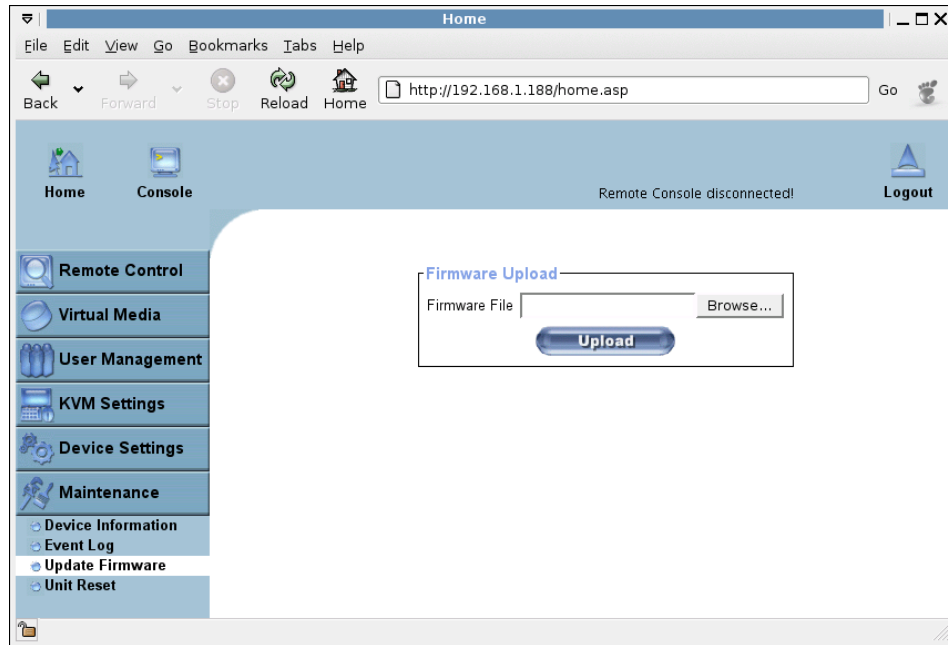 Home
File Edit View Go Bookmarks Tabs Help
Back Forward Stop Reload Home http://192.168.1.188/home.asp Go
Home Console Remote Console disconnected! Logout
Remote Control
Virtual Media
User Management
KVM Settings
Device Settings
Maintenance
Device Information
Event Log
Update Firmware
Unit Reset
Firmware Upload
Firmware File Browse...
Upload